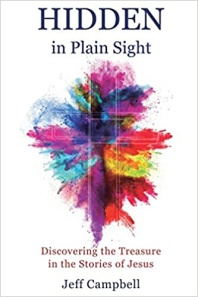 HIDDEN
in Plain Sight
Discovering the Treasure
in the Stories of Jesus
Jeff Campbell